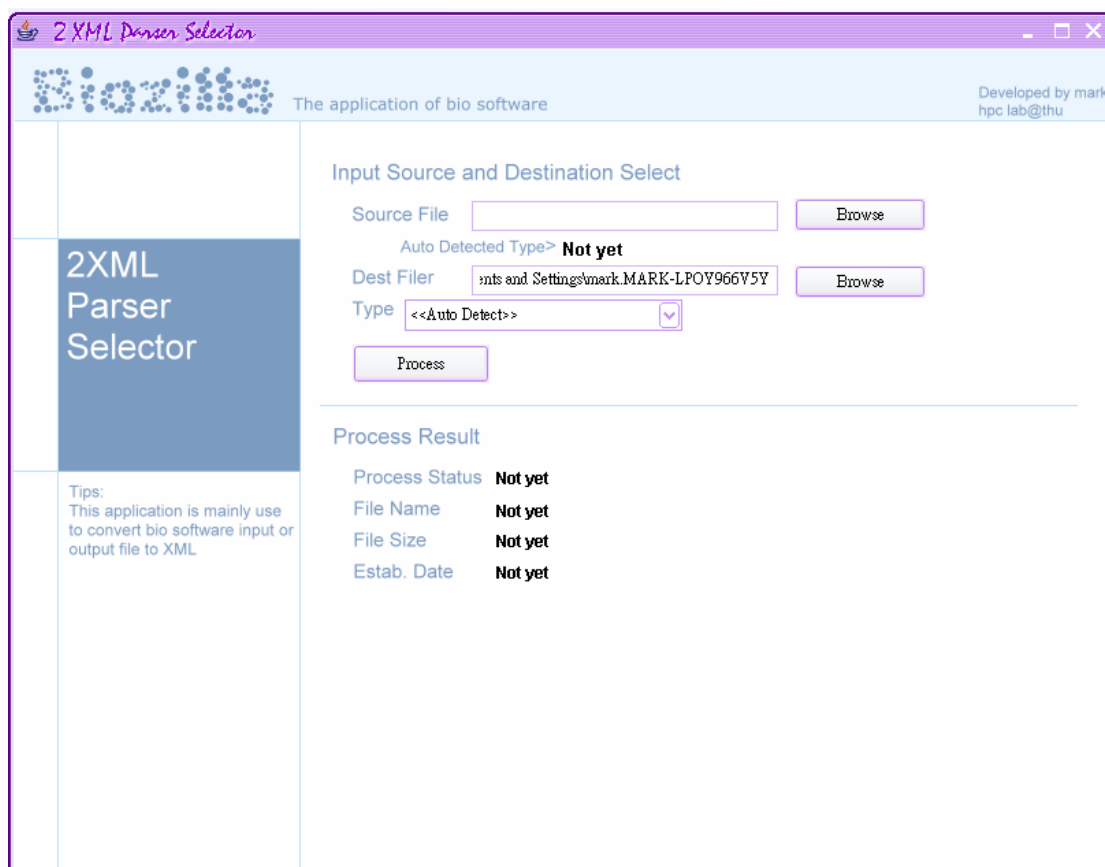 2 XML Parser Selector
Biozilla
The application of bio software
Developed by mark
hpc lab@thu
2XML
Parser
Selector
Tips:
This application is mainly use
to convert bio software input or
output file to XML
Input Source and Destination Select
Source File
Browse
Auto Detected Type> Not yet
Dest Filer
ents and Settings\mark.MARK-LPOY966V5Y
Browse
Type
<<Auto Detect>>
Process
Process Result
Process Status Not yet
File Name Not yet
File Size Not yet
Estab. Date Not yet